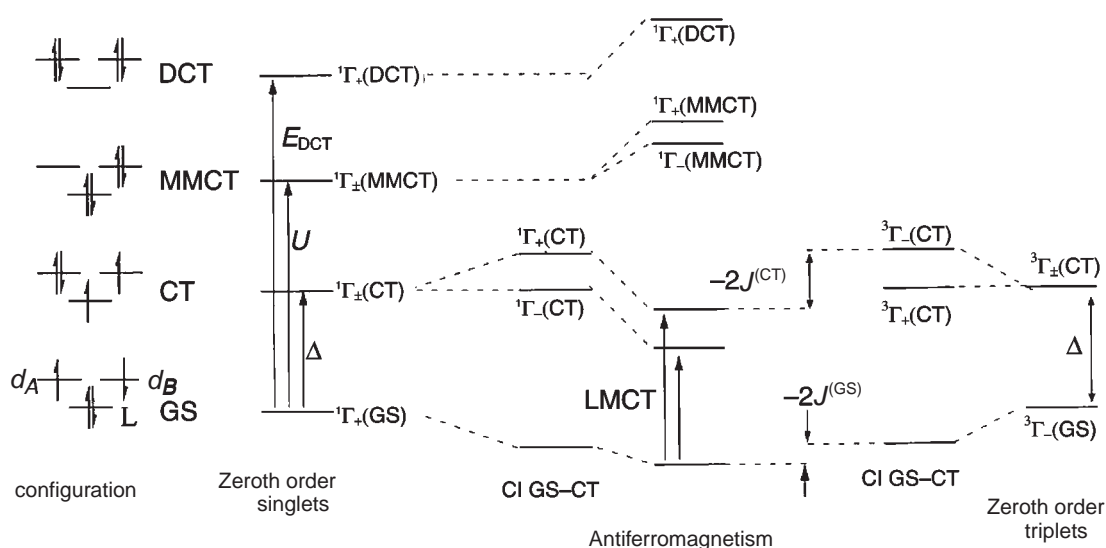 ¹Γ₊(DCT)
DCT
¹Γ₊(DCT)
E_DCT
¹Γ₊(MMCT)
¹Γ₋(MMCT)
MMCT
¹Γ±(MMCT)
U
¹Γ₊(CT)
³Γ₋(CT)
−2J^(CT)
³Γ±(CT)
CT
¹Γ±(CT)
¹Γ₋(CT)
³Γ₊(CT)
Δ
Δ
d_A
d_B
L
GS
LMCT
−2J^(GS)
¹Γ₊(GS)
³Γ₋(GS)
configuration
Zeroth order
singlets
CI GS–CT
CI GS–CT
Zeroth order
triplets
Antiferromagnetism